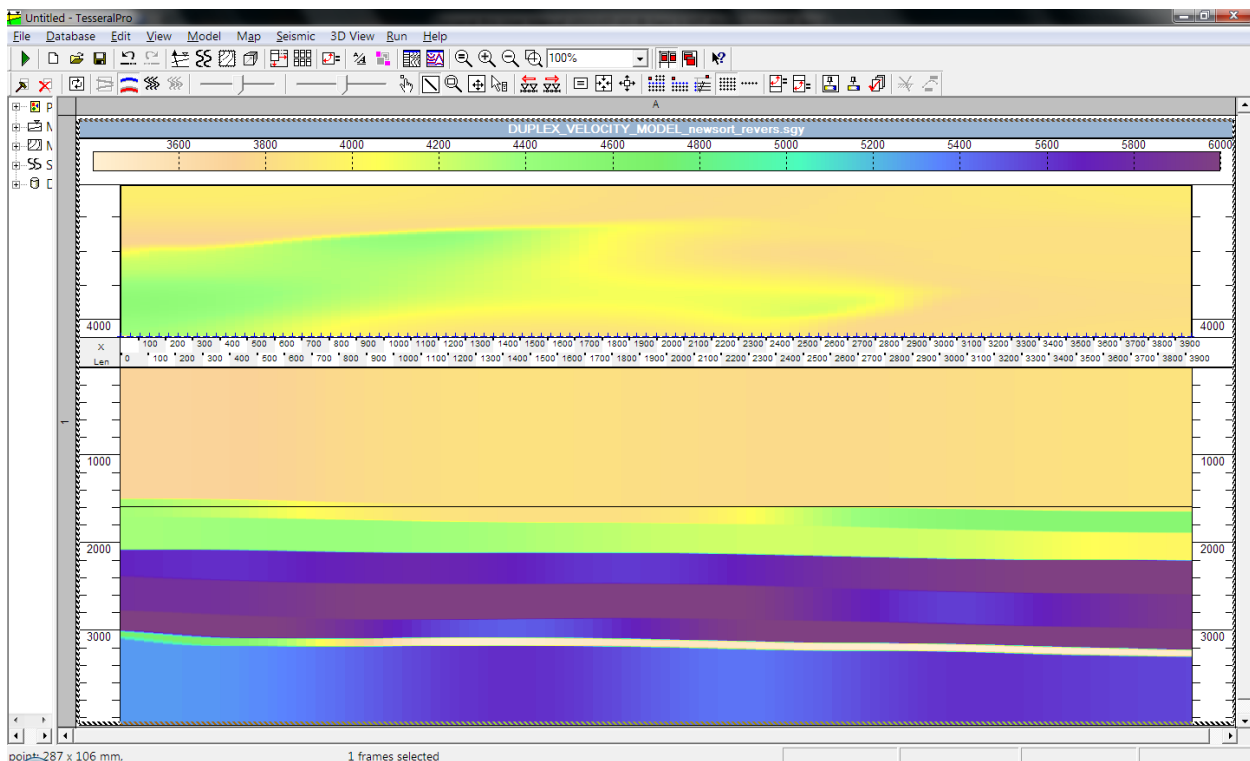 Untitled - TesseralPro
File Database Edit View Model Map Seismic 3D View Run Help
100%
P
A
N
DUPLEX_VELOCITY_MODEL_newsort_revers.sgy
N
3600 3800 4000 4200 4400 4600 4800 5000 5200 5400 5600 5800 6000
S
D
4000 4000
X 100 200 300 400 500 600 700 800 900 1000 1100 1200 1300 1400 1500 1600 1700 1800 1900 2000 2100 2200 2300 2400 2500 2600 2700 2800 2900 3000 3100 3200 3300 3400 3500 3600 3700 3800 3900
Len 0 100 200 300 400 500 600 700 800 900 1000 1100 1200 1300 1400 1500 1600 1700 1800 1900 2000 2100 2200 2300 2400 2500 2600 2700 2800 2900 3000 3100 3200 3300 3400 3500 3600 3700 3800 3900
1
1000 1000
2000 2000
3000 3000
point: 287 x 106 mm. 1 frames selected